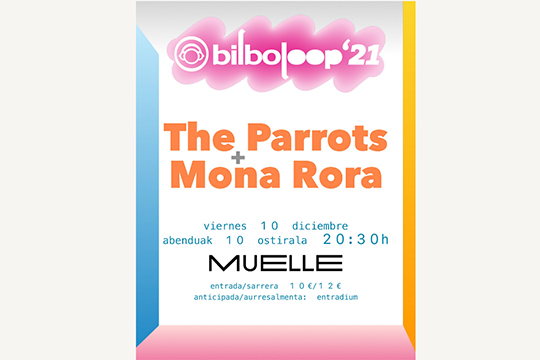 bilboloop'21
The Parrots
+
Mona Rora
viernes 10 diciembre
abenduak 10 ostirala 20:30h
MUELLE
entrada/sarrera 10€/12€
anticipada/aurresalmenta: entradium